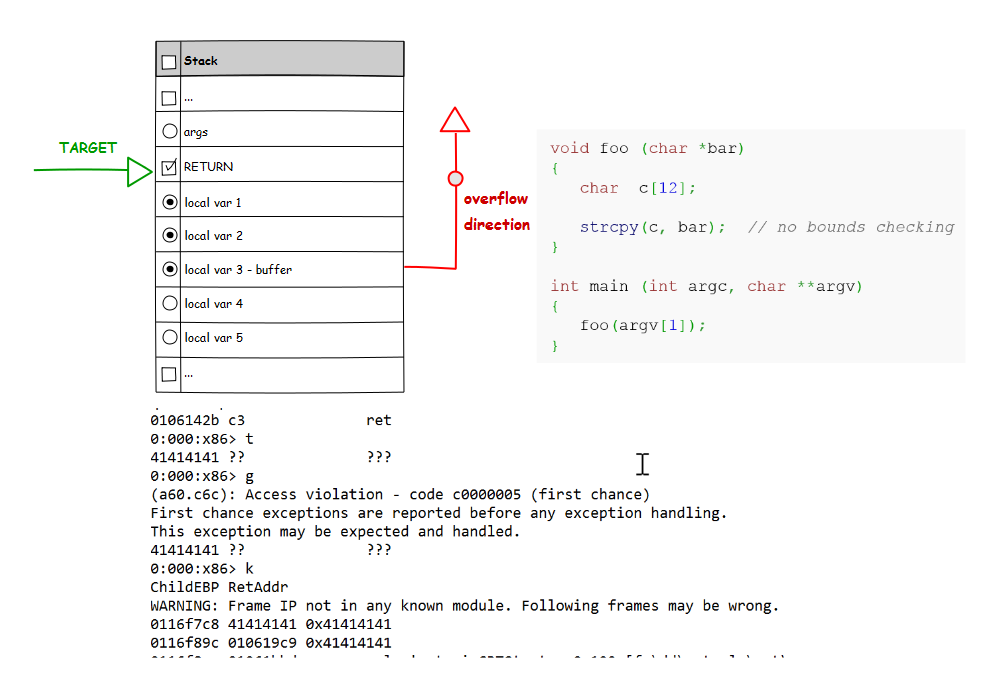 Stack
...
args
TARGET
RETURN
local var 1
local var 2
local var 3 - buffer
local var 4
local var 5
...
overflow
direction
void foo (char *bar)
{
char c[12];
strcpy(c, bar); // no bounds checking
}
int main (int argc, char **argv)
{
foo(argv[1]);
}
0106142b c3 ret
0:000:x86> t
41414141 ?? ???
0:000:x86> g
(a60.c6c): Access violation - code c0000005 (first chance)
First chance exceptions are reported before any exception handling.
This exception may be expected and handled.
41414141 ?? ???
0:000:x86> k
ChildEBP RetAddr
WARNING: Frame IP not in any known module. Following frames may be wrong.
0116f7c8 41414141 0x41414141
0116f89c 010619c9 0x41414141